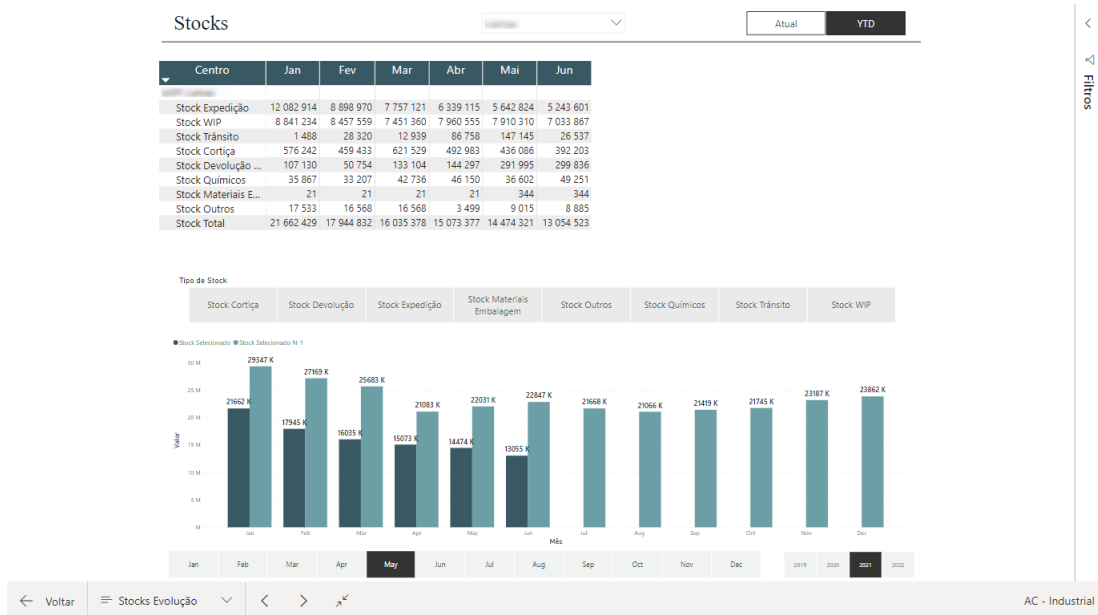 Stocks
Atual YTD
Filtros
Centro Jan Fev Mar Abr Mai Jun
Stock Expedição 12 082 914 8 898 970 7 757 121 6 339 115 5 642 824 5 243 601
Stock WIP 8 841 234 8 457 559 7 451 360 7 960 555 7 910 310 7 033 867
Stock Trânsito 1 488 28 320 12 939 86 758 147 145 26 537
Stock Cortiça 576 242 459 433 621 529 492 983 436 086 392 203
Stock Devolução ... 107 130 50 754 133 104 144 297 291 995 299 836
Stock Químicos 35 867 33 207 42 736 46 150 36 602 49 251
Stock Materiais E... 21 21 21 21 344 344
Stock Outros 17 533 16 568 16 568 3 499 9 015 8 885
Stock Total 21 662 429 17 944 832 16 035 378 15 073 377 14 474 321 13 054 523
Tipo de Stock
Stock Cortiça Stock Devolução Stock Expedição Stock Materiais Embalagem Stock Outros Stock Químicos Stock Trânsito Stock WIP
Stock Selecionado Stock Selecionado N-1
30 M
25 M
20 M
15 M
10 M
5 M
M
Valor
21662 K 29347 K 17945 K 27169 K 16035 K 25683 K 15073 K 21083 K 14474 K 22031 K 13055 K 22847 K 21668 K 21066 K 21419 K 21745 K 23187 K 23862 K
Jan Feb Mar Apr May Jun Jul Aug Sep Oct Nov Dec
Mês
Jan Feb Mar Apr May Jun Jul Aug Sep Oct Nov Dec 2019 2020 2021 2022
Voltar Stocks Evolução AC - Industrial